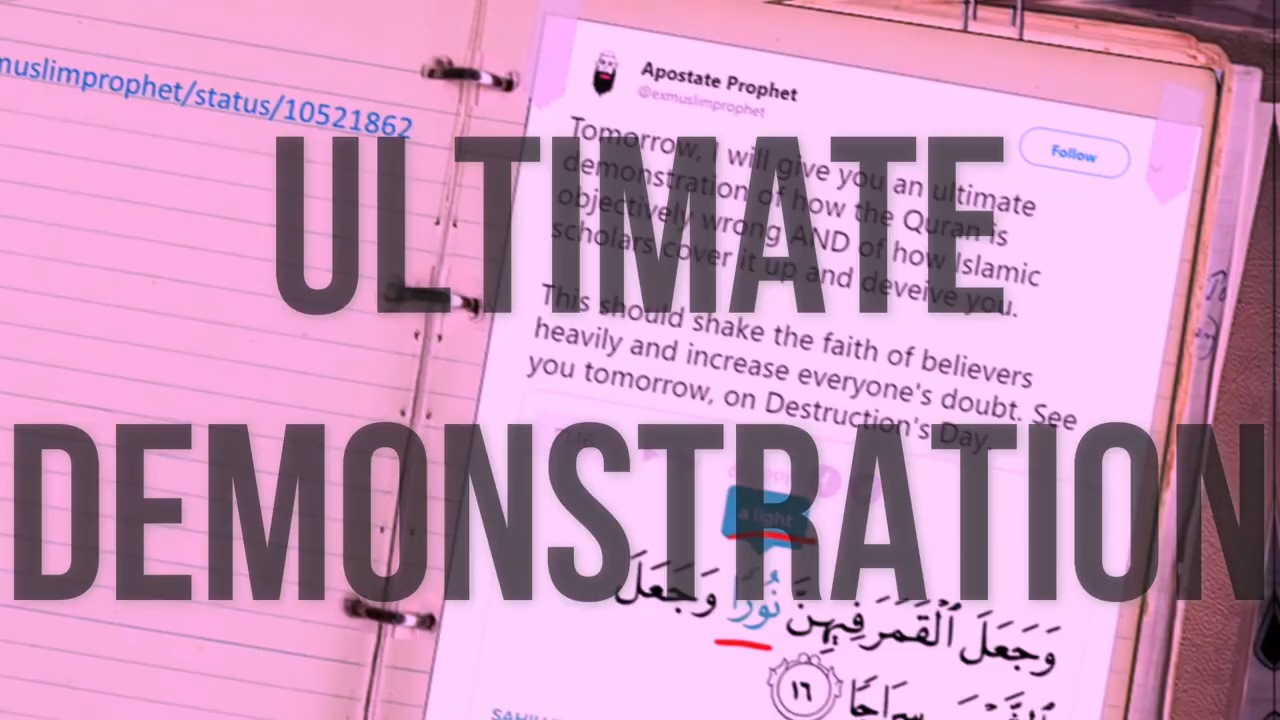 muslimprophet/status/10521862
Apostate Prophet
@exmuslimprophet
Follow
Tomorrow, I will give you an ultimate
demonstration of how the Quran is
objectively wrong AND of how Islamic
scholars cover it up and deveive you.
This should shake the faith of believers
heavily and increase everyone's doubt. See
you tomorrow, on Destruction's Day.
ULTIMATE
DEMONSTRATION
a light
وَجَعَلَ ٱلْقَمَرَ فِيهِنَّ نُورًا وَجَعَلَ
سِرَاجًا ١٦